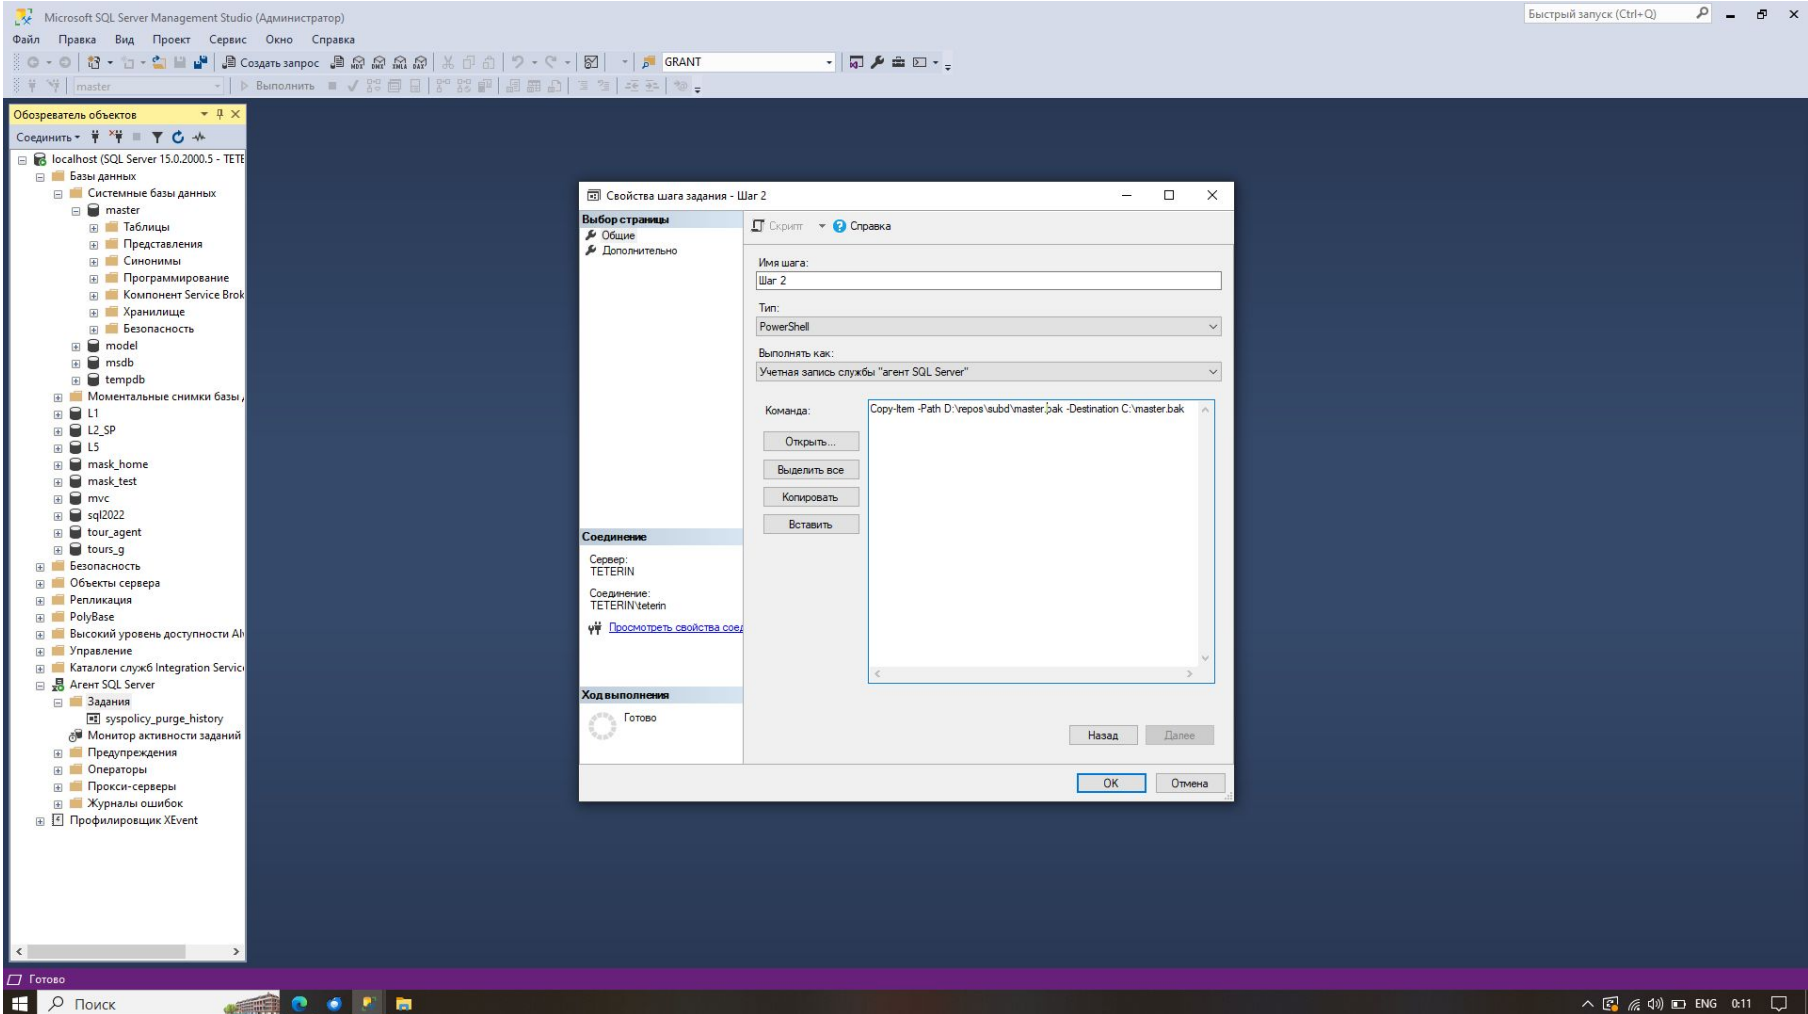 Microsoft SQL Server Management Studio (Администратор)
Быстрый запуск (Ctrl+Q)
Файл Правка Вид Проект Сервис Окно Справка
Создать запрос
MDX DMX XMLA DAX
GRANT
master
Выполнить
Обозреватель объектов
Соединить
localhost (SQL Server 15.0.2000.5 - TETE
Базы данных
Системные базы данных
master
Таблицы
Представления
Синонимы
Программирование
Компонент Service Brok
Хранилище
Безопасность
model
msdb
tempdb
Моментальные снимки базы
L1
L2_SP
L5
mask_home
mask_test
mvc
sql2022
tour_agent
tours_g
Безопасность
Объекты сервера
Репликация
PolyBase
Высокий уровень доступности Al
Управление
Каталоги служб Integration Servic
Агент SQL Server
Задания
syspolicy_purge_history
Монитор активности заданий
Предупреждения
Операторы
Прокси-серверы
Журналы ошибок
Профилировщик XEvent
Свойства шага задания - Шаг 2
Выбор страницы
Общие
Дополнительно
Скрипт
Справка
Имя шага:
Шаг 2
Тип:
PowerShell
Выполнять как:
Учетная запись службы "агент SQL Server"
Команда:
Copy-Item -Path D:\repos\subd\master.bak -Destination C:\master.bak
Открыть...
Выделить все
Копировать
Вставить
Соединение
Сервер:
TETERIN
Соединение:
TETERIN\teterin
Просмотреть свойства соед
Ход выполнения
Готово
Назад
Далее
OK
Отмена
Готово
Поиск
ENG
0:11